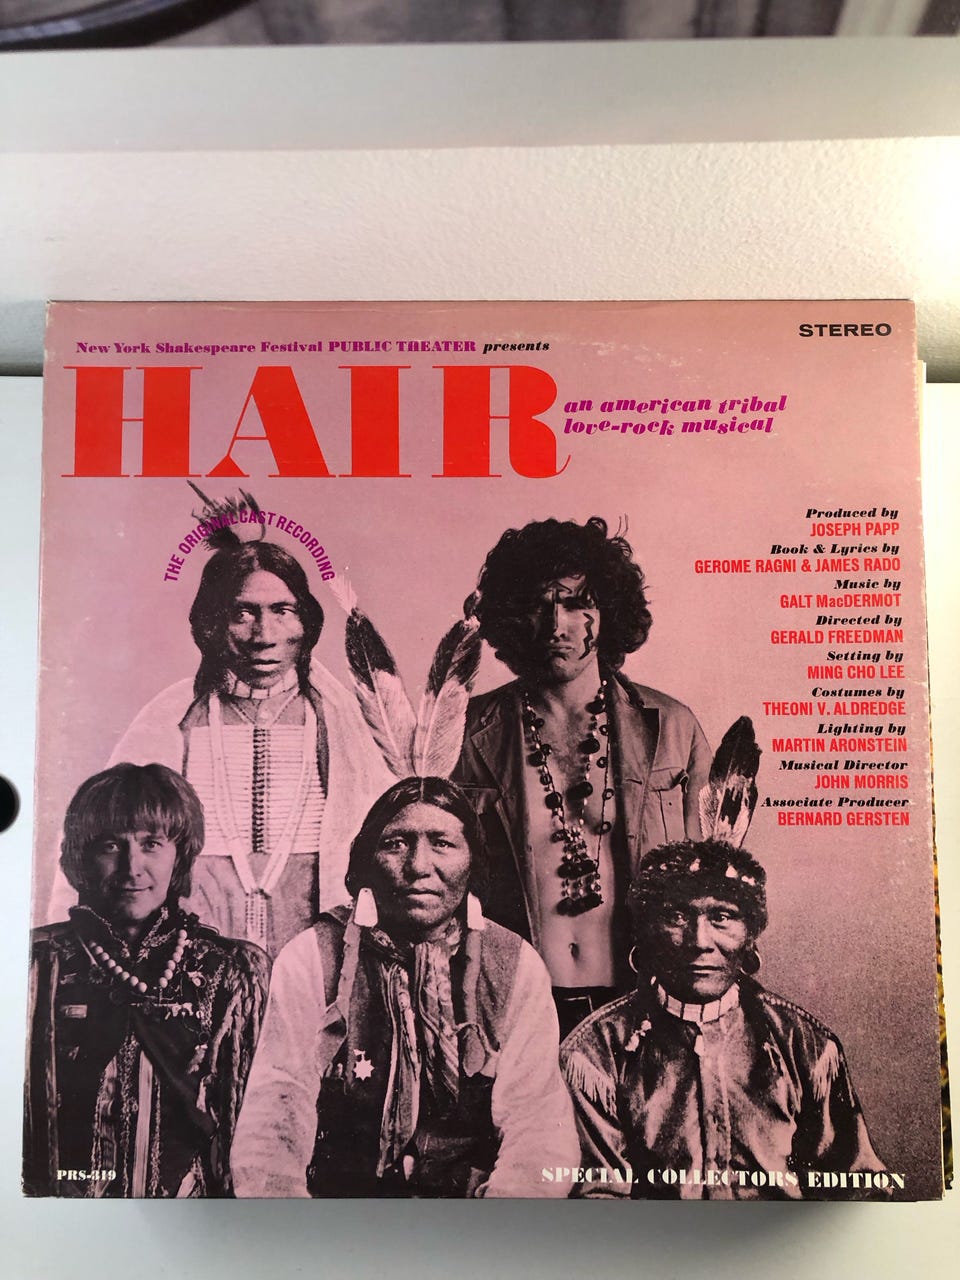 STEREO
New York Shakespeare Festival PUBLIC THEATER presents
HAIR
an american tribal
love-rock musical
THE ORIGINAL CAST RECORDING
Produced by
JOSEPH PAPP
Book & Lyrics by
GEROME RAGNI & JAMES RADO
Music by
GALT MacDERMOT
Directed by
GERALD FREEDMAN
Setting by
MING CHO LEE
Costumes by
THEONI V. ALDREDGE
Lighting by
MARTIN ARONSTEIN
Musical Director
JOHN MORRIS
Associate Producer
BERNARD GERSTEN
PRS-319
SPECIAL COLLECTORS EDITION